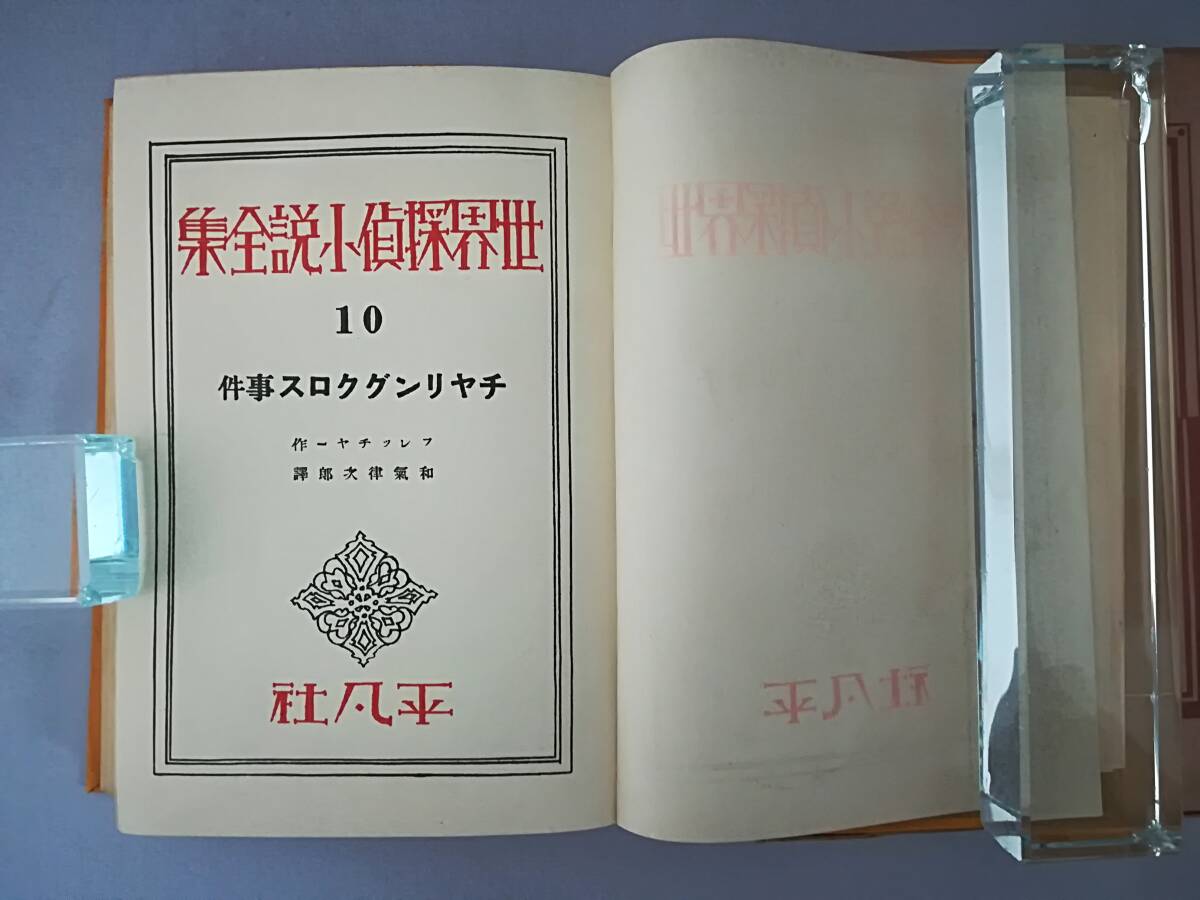 世界探偵小説全集
10
チヤリングクロス事件
フレッチヤー作
和氣律次郎譯
平凡社